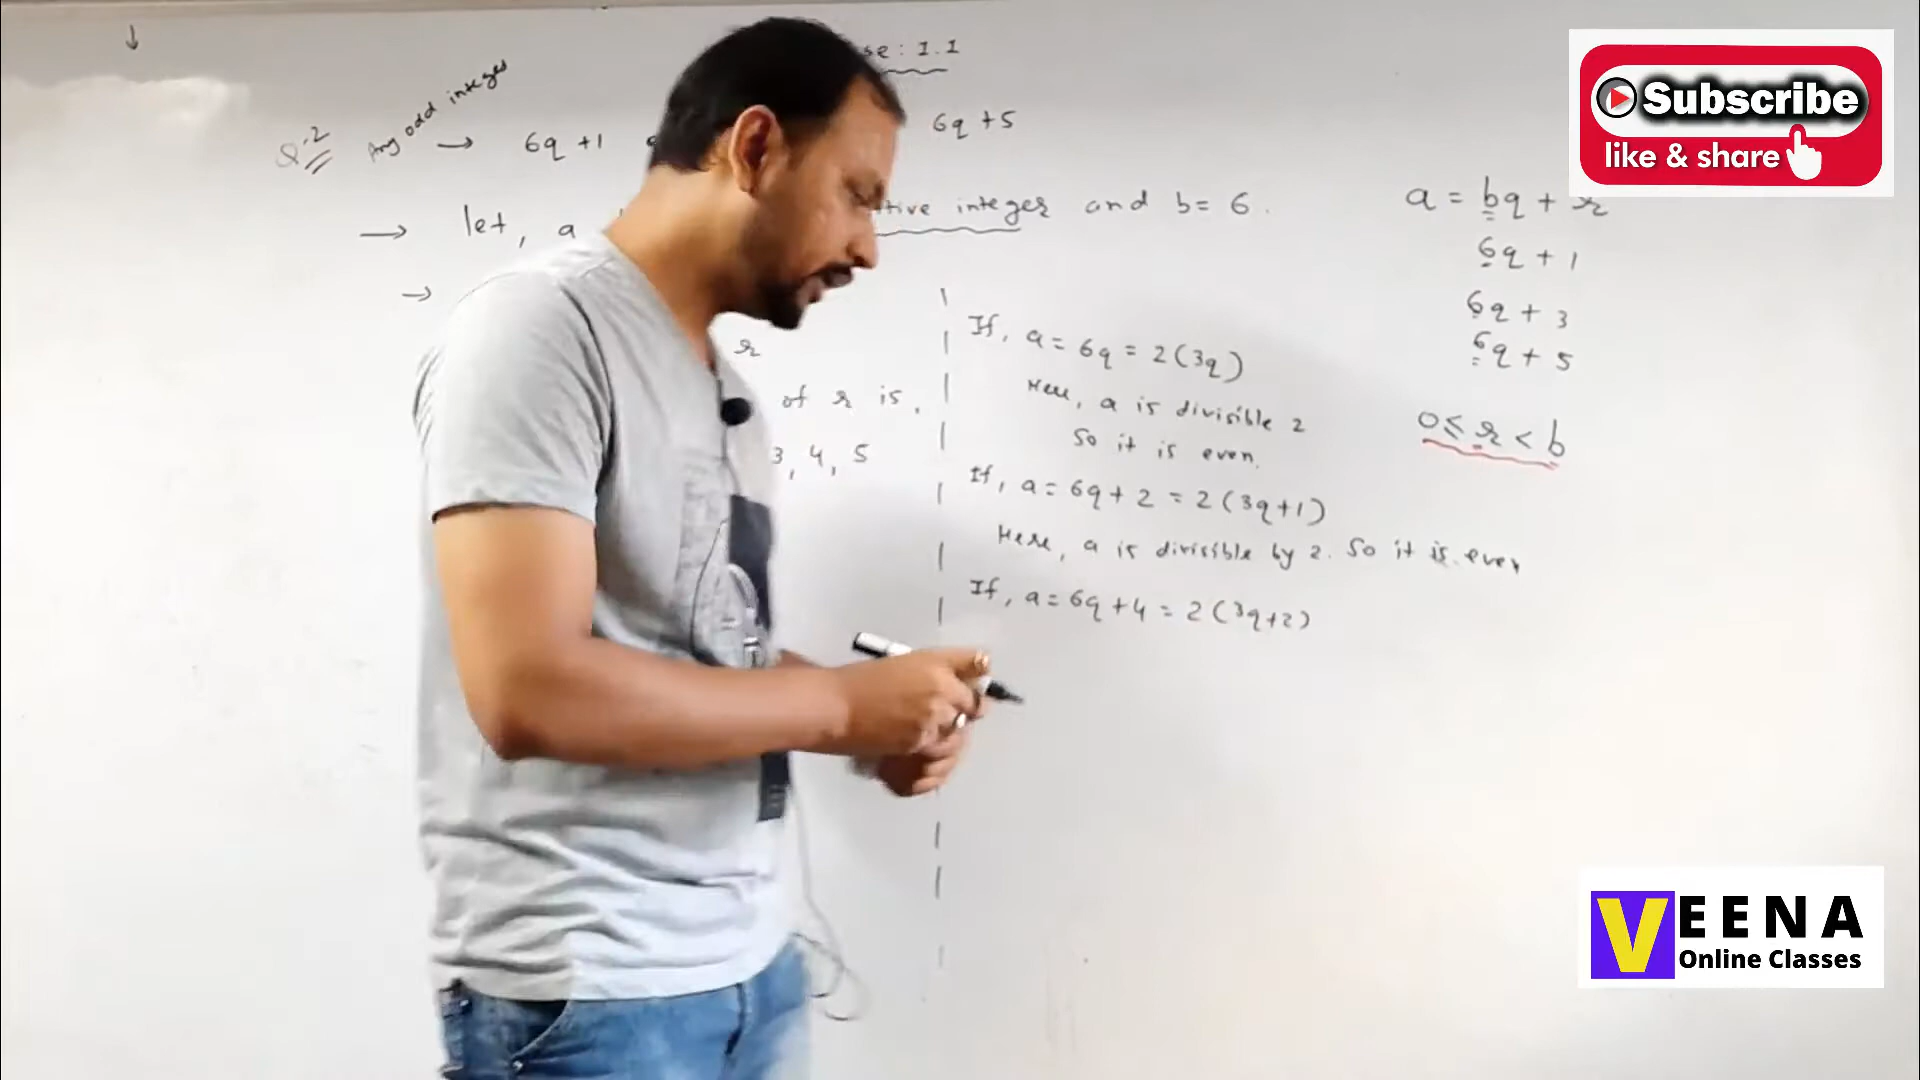 se : 1.1
Q-2 Any odd integer → 6q + 1 6q + 5
→ let, a tive integer and b = 6.
→
r
of r is,
3, 4, 5
If, a = 6q = 2(3q)
Here, a is divisible 2
So it is even.
If, a = 6q + 2 = 2(3q+1)
Here, a is divisible by 2. So it is even
If, a = 6q + 4 = 2(3q+2)
a = bq + r
6q + 1
6q + 3
6q + 5
0 ≤ r < b
Subscribe
like & share
VEENA
Online Classes